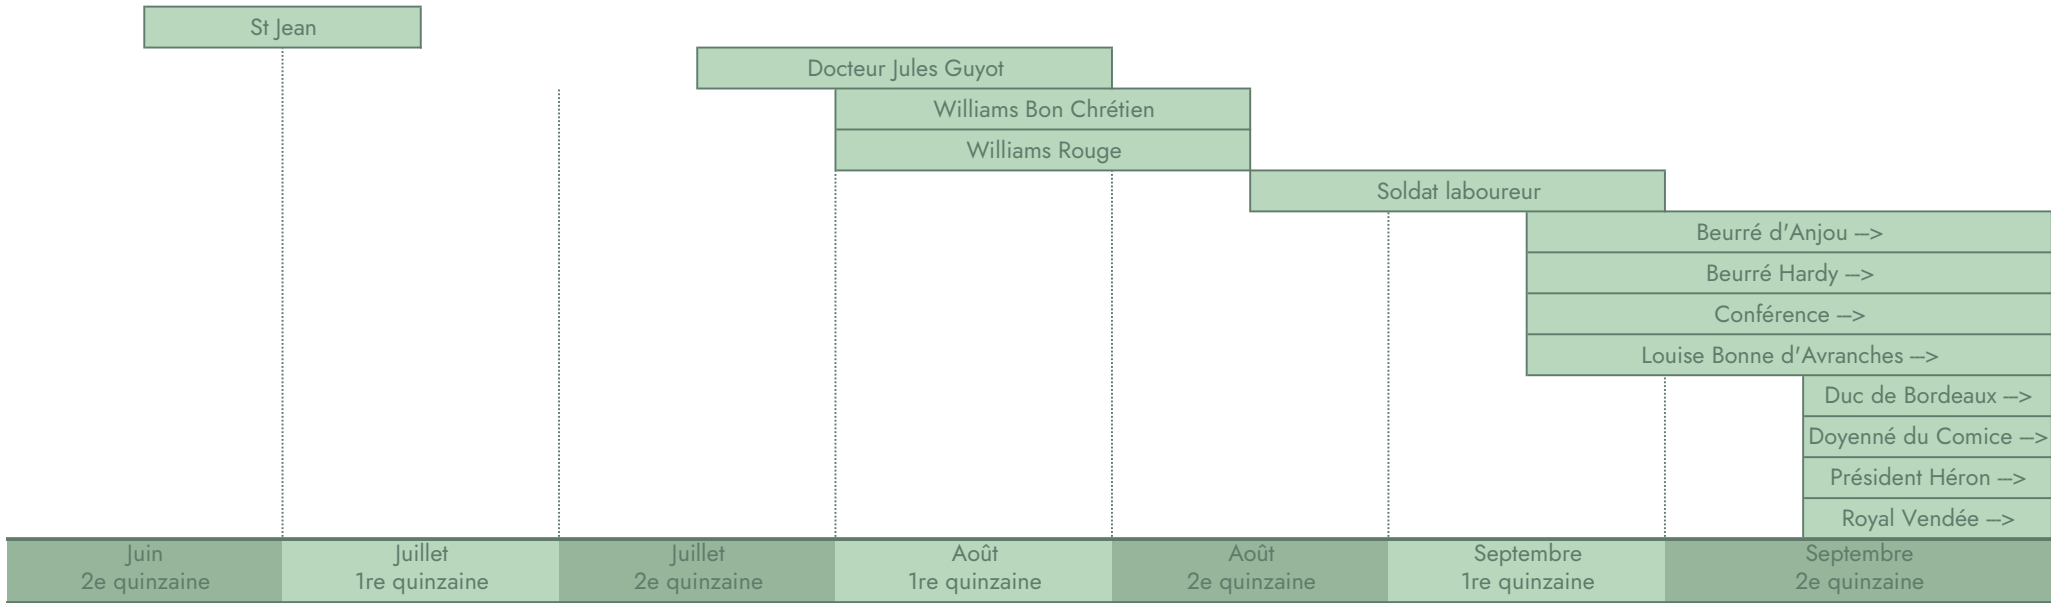 St Jean
Docteur Jules Guyot
Williams Bon Chrétien
Williams Rouge
Soldat laboureur
Beurré d'Anjou -->
Beurré Hardy -->
Conférence -->
Louise Bonne d'Avranches -->
Duc de Bordeaux -->
Doyenné du Comice -->
Président Héron -->
Royal Vendée -->
Juin
2e quinzaine
Juillet
1re quinzaine
Juillet
2e quinzaine
Août
1re quinzaine
Août
2e quinzaine
Septembre
1re quinzaine
Septembre
2e quinzaine